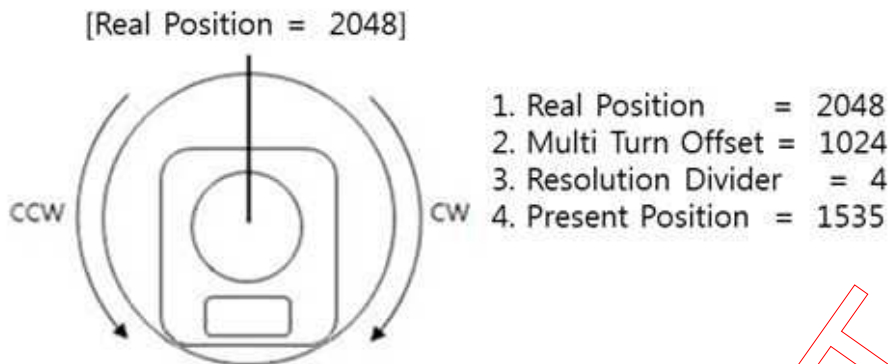 [Real Position = 2048]
1. Real Position = 2048
2. Multi Turn Offset = 1024
3. Resolution Divider = 4
4. Present Position = 1535
CCW
CW